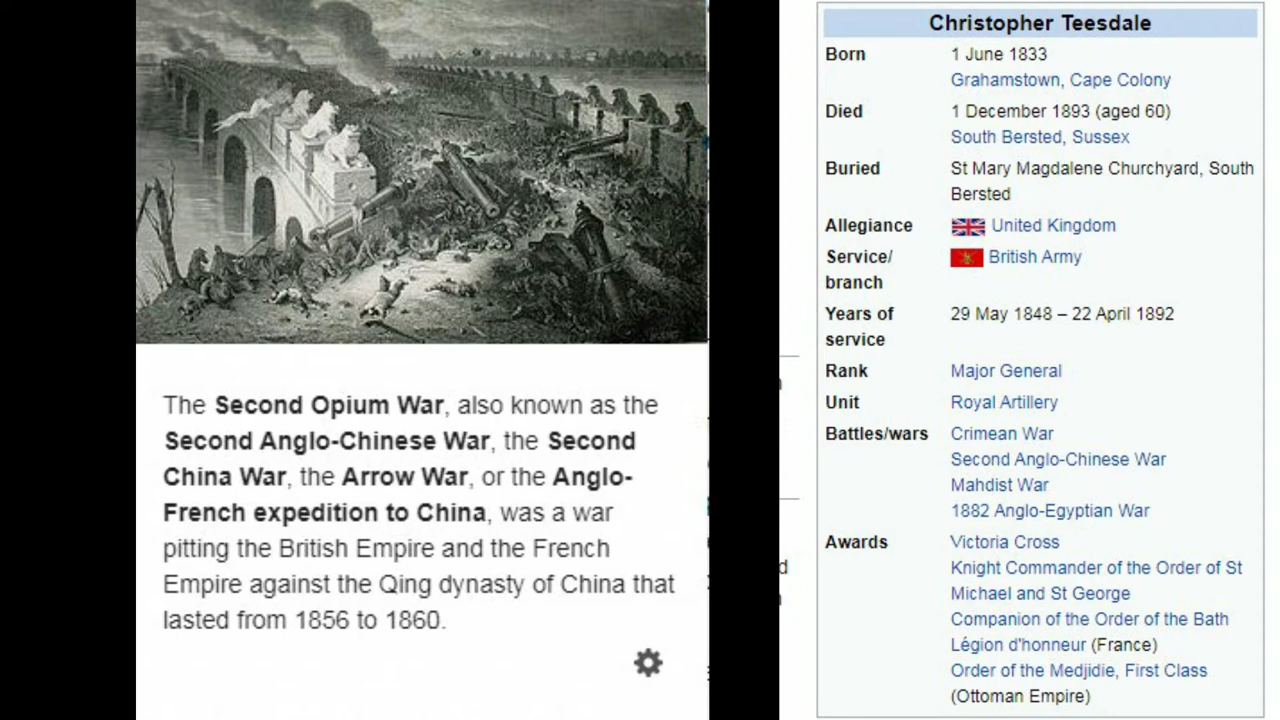 The Second Opium War, also known as the
Second Anglo-Chinese War, the Second
China War, the Arrow War, or the Anglo-
French expedition to China, was a war
pitting the British Empire and the French
Empire against the Qing dynasty of China that
lasted from 1856 to 1860.
d
Christopher Teesdale
Born 1 June 1833
Grahamstown, Cape Colony
Died 1 December 1893 (aged 60)
South Bersted, Sussex
Buried St Mary Magdalene Churchyard, South
Bersted
Allegiance United Kingdom
Service/ British Army
branch
Years of 29 May 1848 – 22 April 1892
service
Rank Major General
Unit Royal Artillery
Battles/wars Crimean War
Second Anglo-Chinese War
Mahdist War
1882 Anglo-Egyptian War
Awards Victoria Cross
Knight Commander of the Order of St
Michael and St George
Companion of the Order of the Bath
Légion d'honneur (France)
Order of the Medjidie, First Class
(Ottoman Empire)